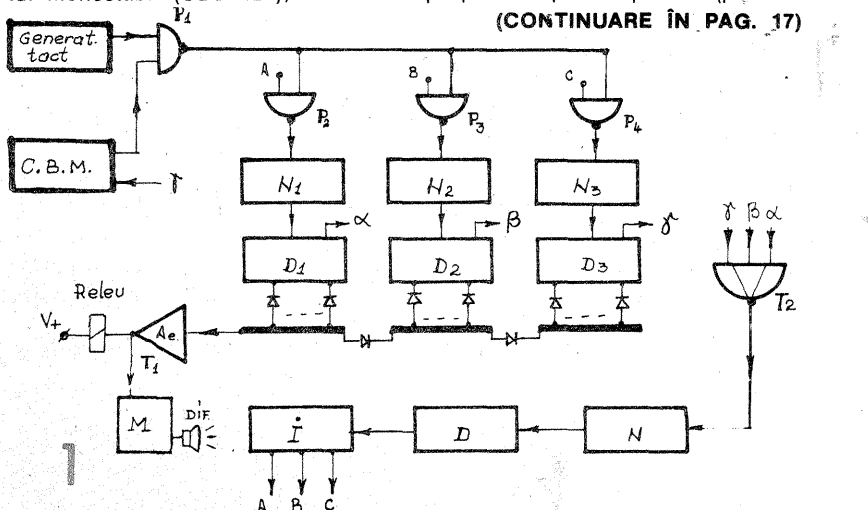 (CONTINUARE ÎN PAG. 17)
P1
Generat.
tact
A
B
C
P2
P3
P4
C.B.M.
γ
N1
N2
N3
α
β
γ
D1
D2
D3
γ β α
T2
Releu
V+
Ae.
T1
M
DIF.
İ
D
N
1
A B C